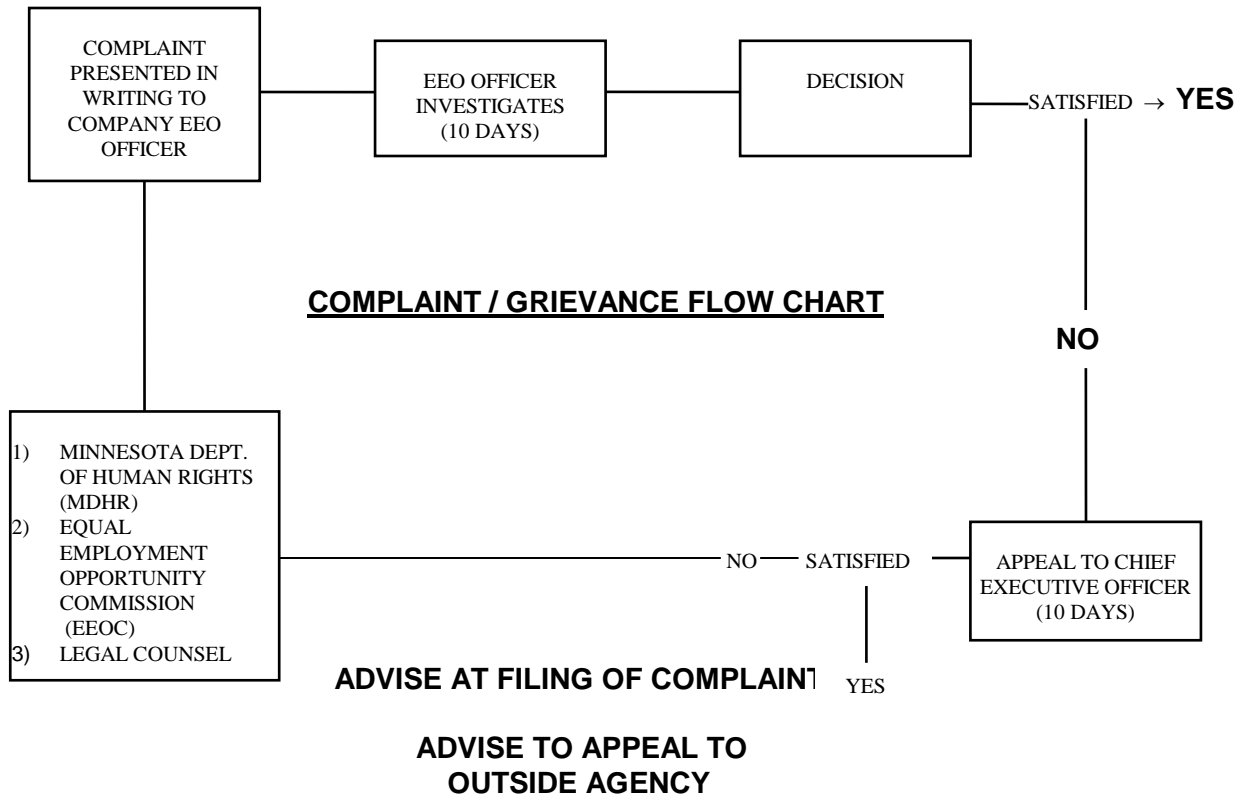 COMPLAINT
PRESENTED IN
WRITING TO
COMPANY EEO
OFFICER
EEO OFFICER
INVESTIGATES
(10 DAYS)
DECISION
SATISFIED → YES
COMPLAINT / GRIEVANCE FLOW CHART
NO
1) MINNESOTA DEPT.
OF HUMAN RIGHTS
(MDHR)
2) EQUAL
EMPLOYMENT
OPPORTUNITY
COMMISSION
(EEOC)
3) LEGAL COUNSEL
NO SATISFIED
APPEAL TO CHIEF
EXECUTIVE OFFICER
(10 DAYS)
ADVISE AT FILING OF COMPLAINT
YES
ADVISE TO APPEAL TO
OUTSIDE AGENCY